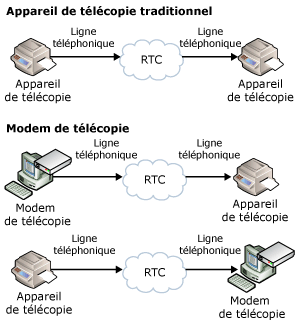 Appareil de télécopie traditionnel
Ligne
téléphonique
Ligne
téléphonique
RTC
Appareil
de télécopie
Appareil
de télécopie
Modem de télécopie
Ligne
téléphonique
Ligne
téléphonique
RTC
Modem
de télécopie
Appareil
de télécopie
Ligne
téléphonique
Ligne
téléphonique
RTC
Appareil
de télécopie
Modem
de télécopie